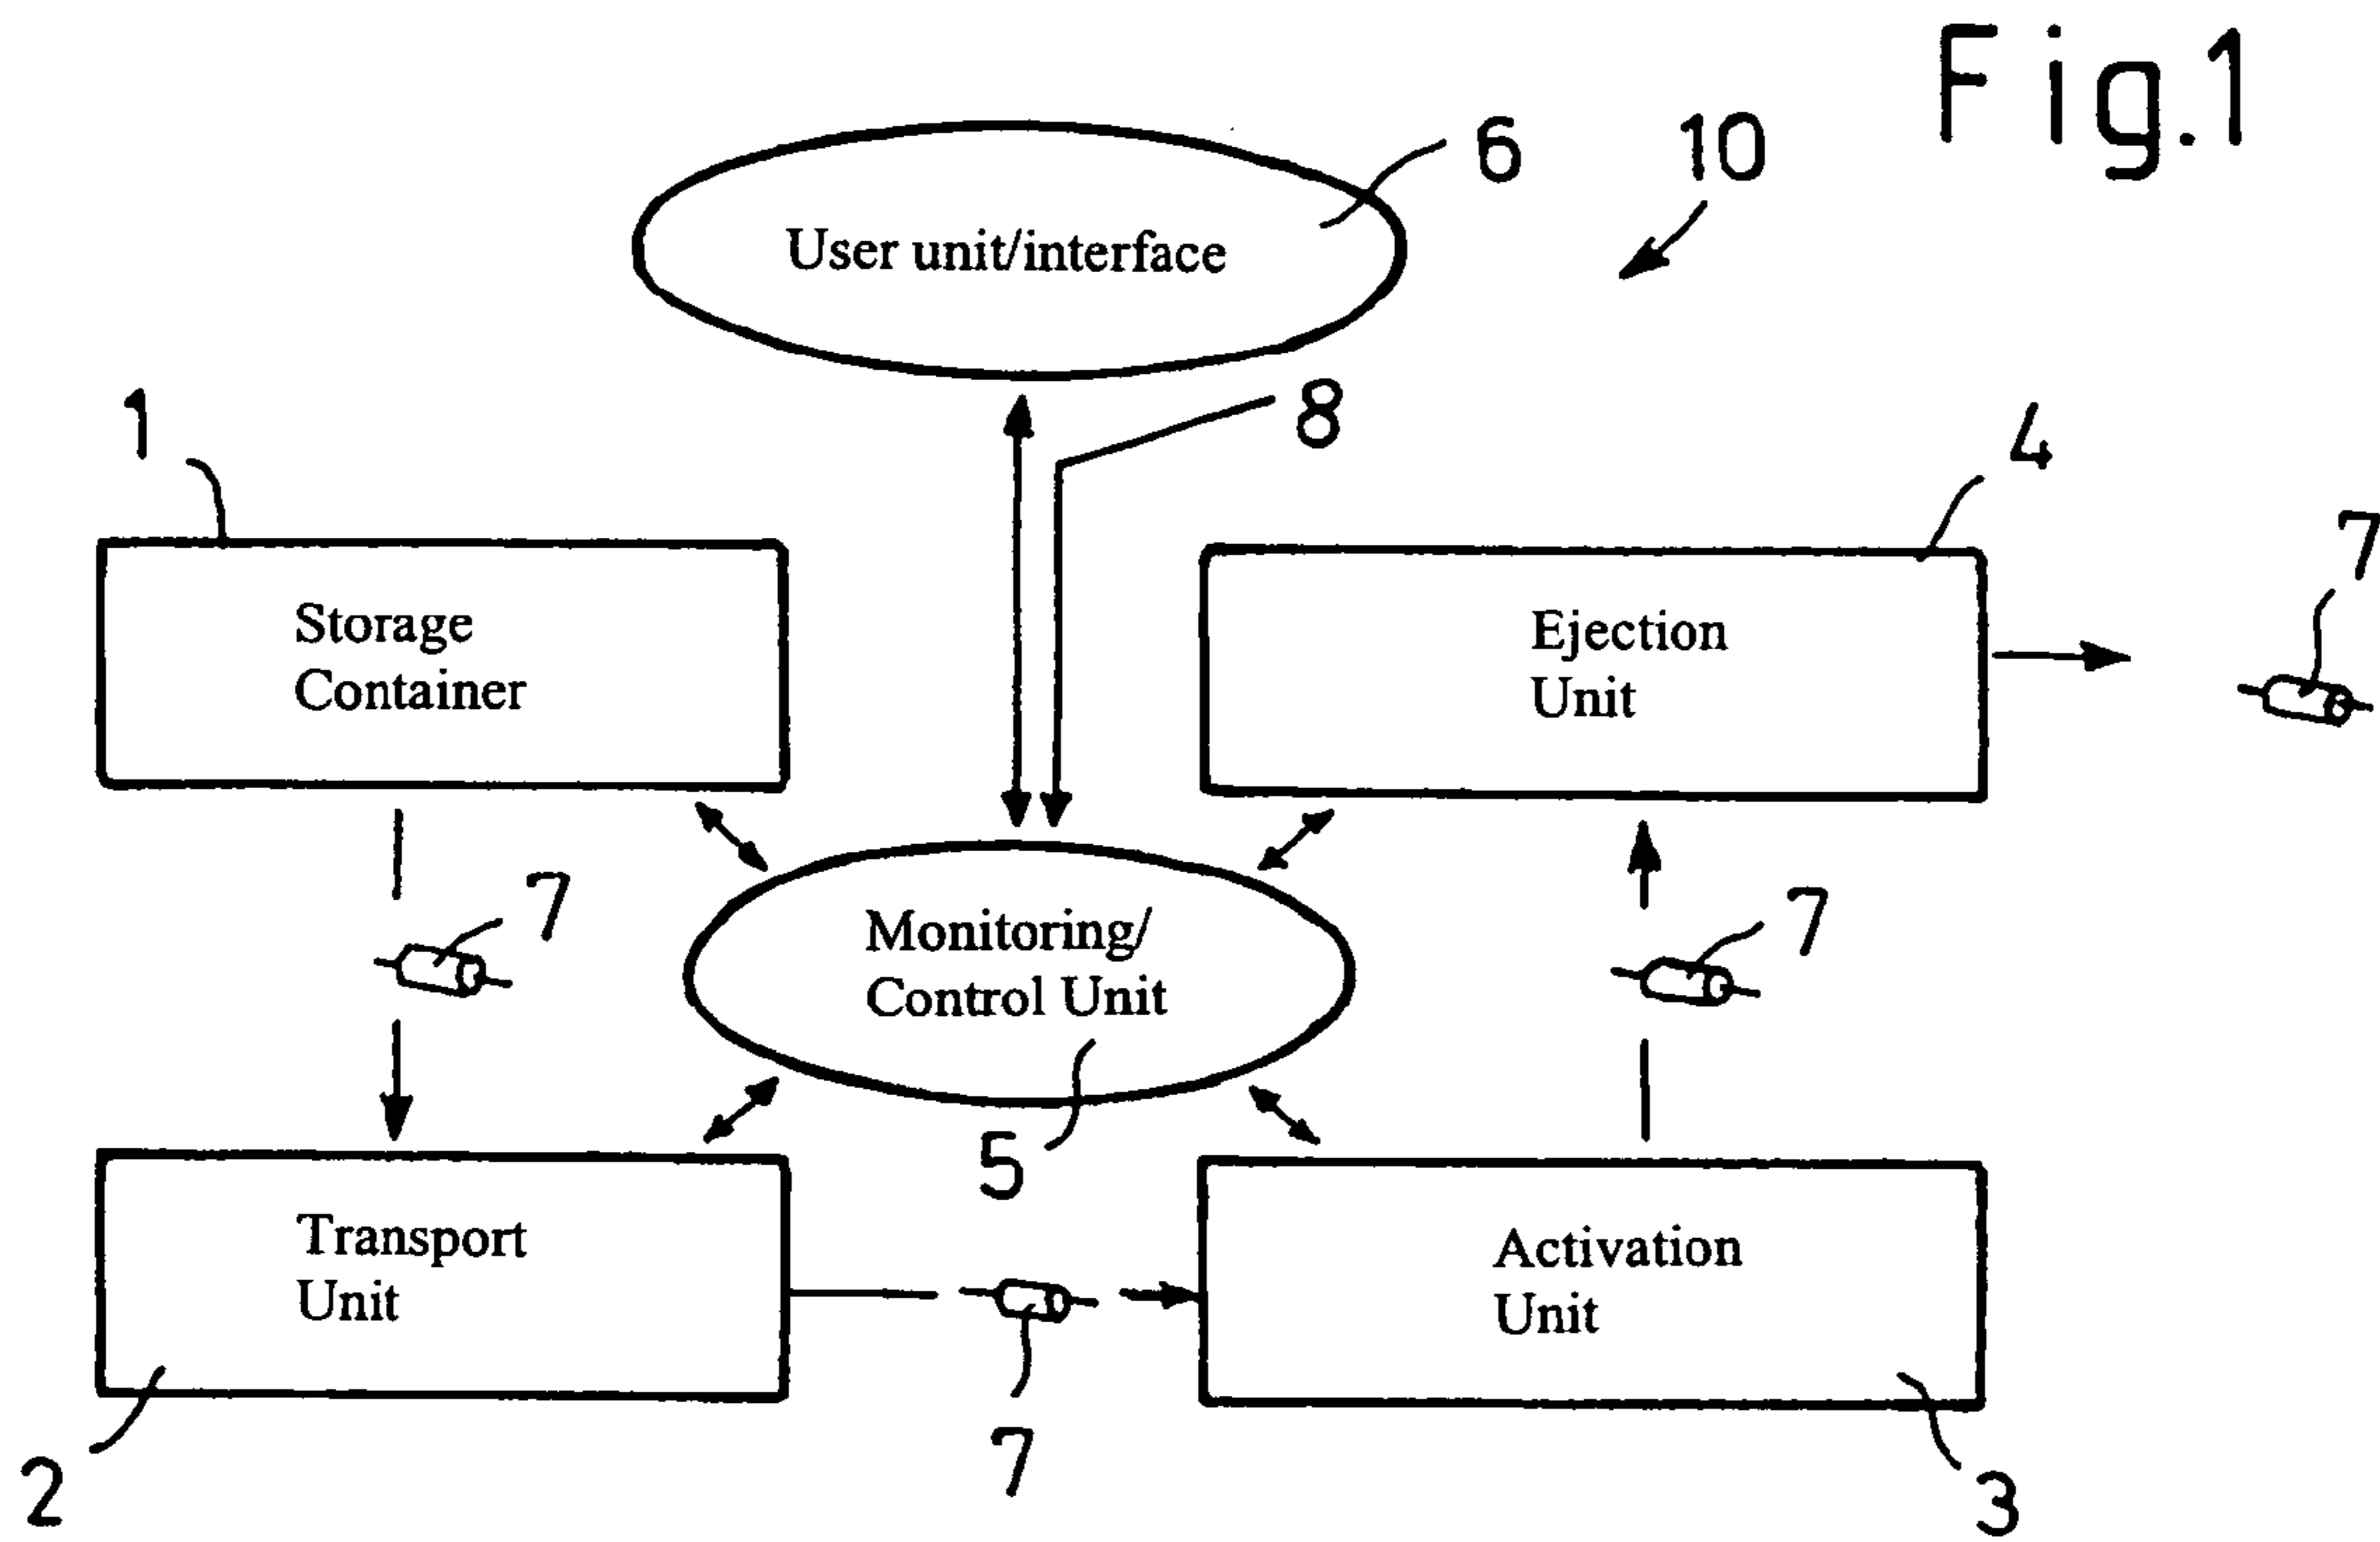 Fig.1
6
10
User unit/interface
8
1
4
7
Storage
Container
Ejection
Unit
7
7
Monitoring/
Control Unit
5
Transport
Unit
Activation
Unit
7
2
3